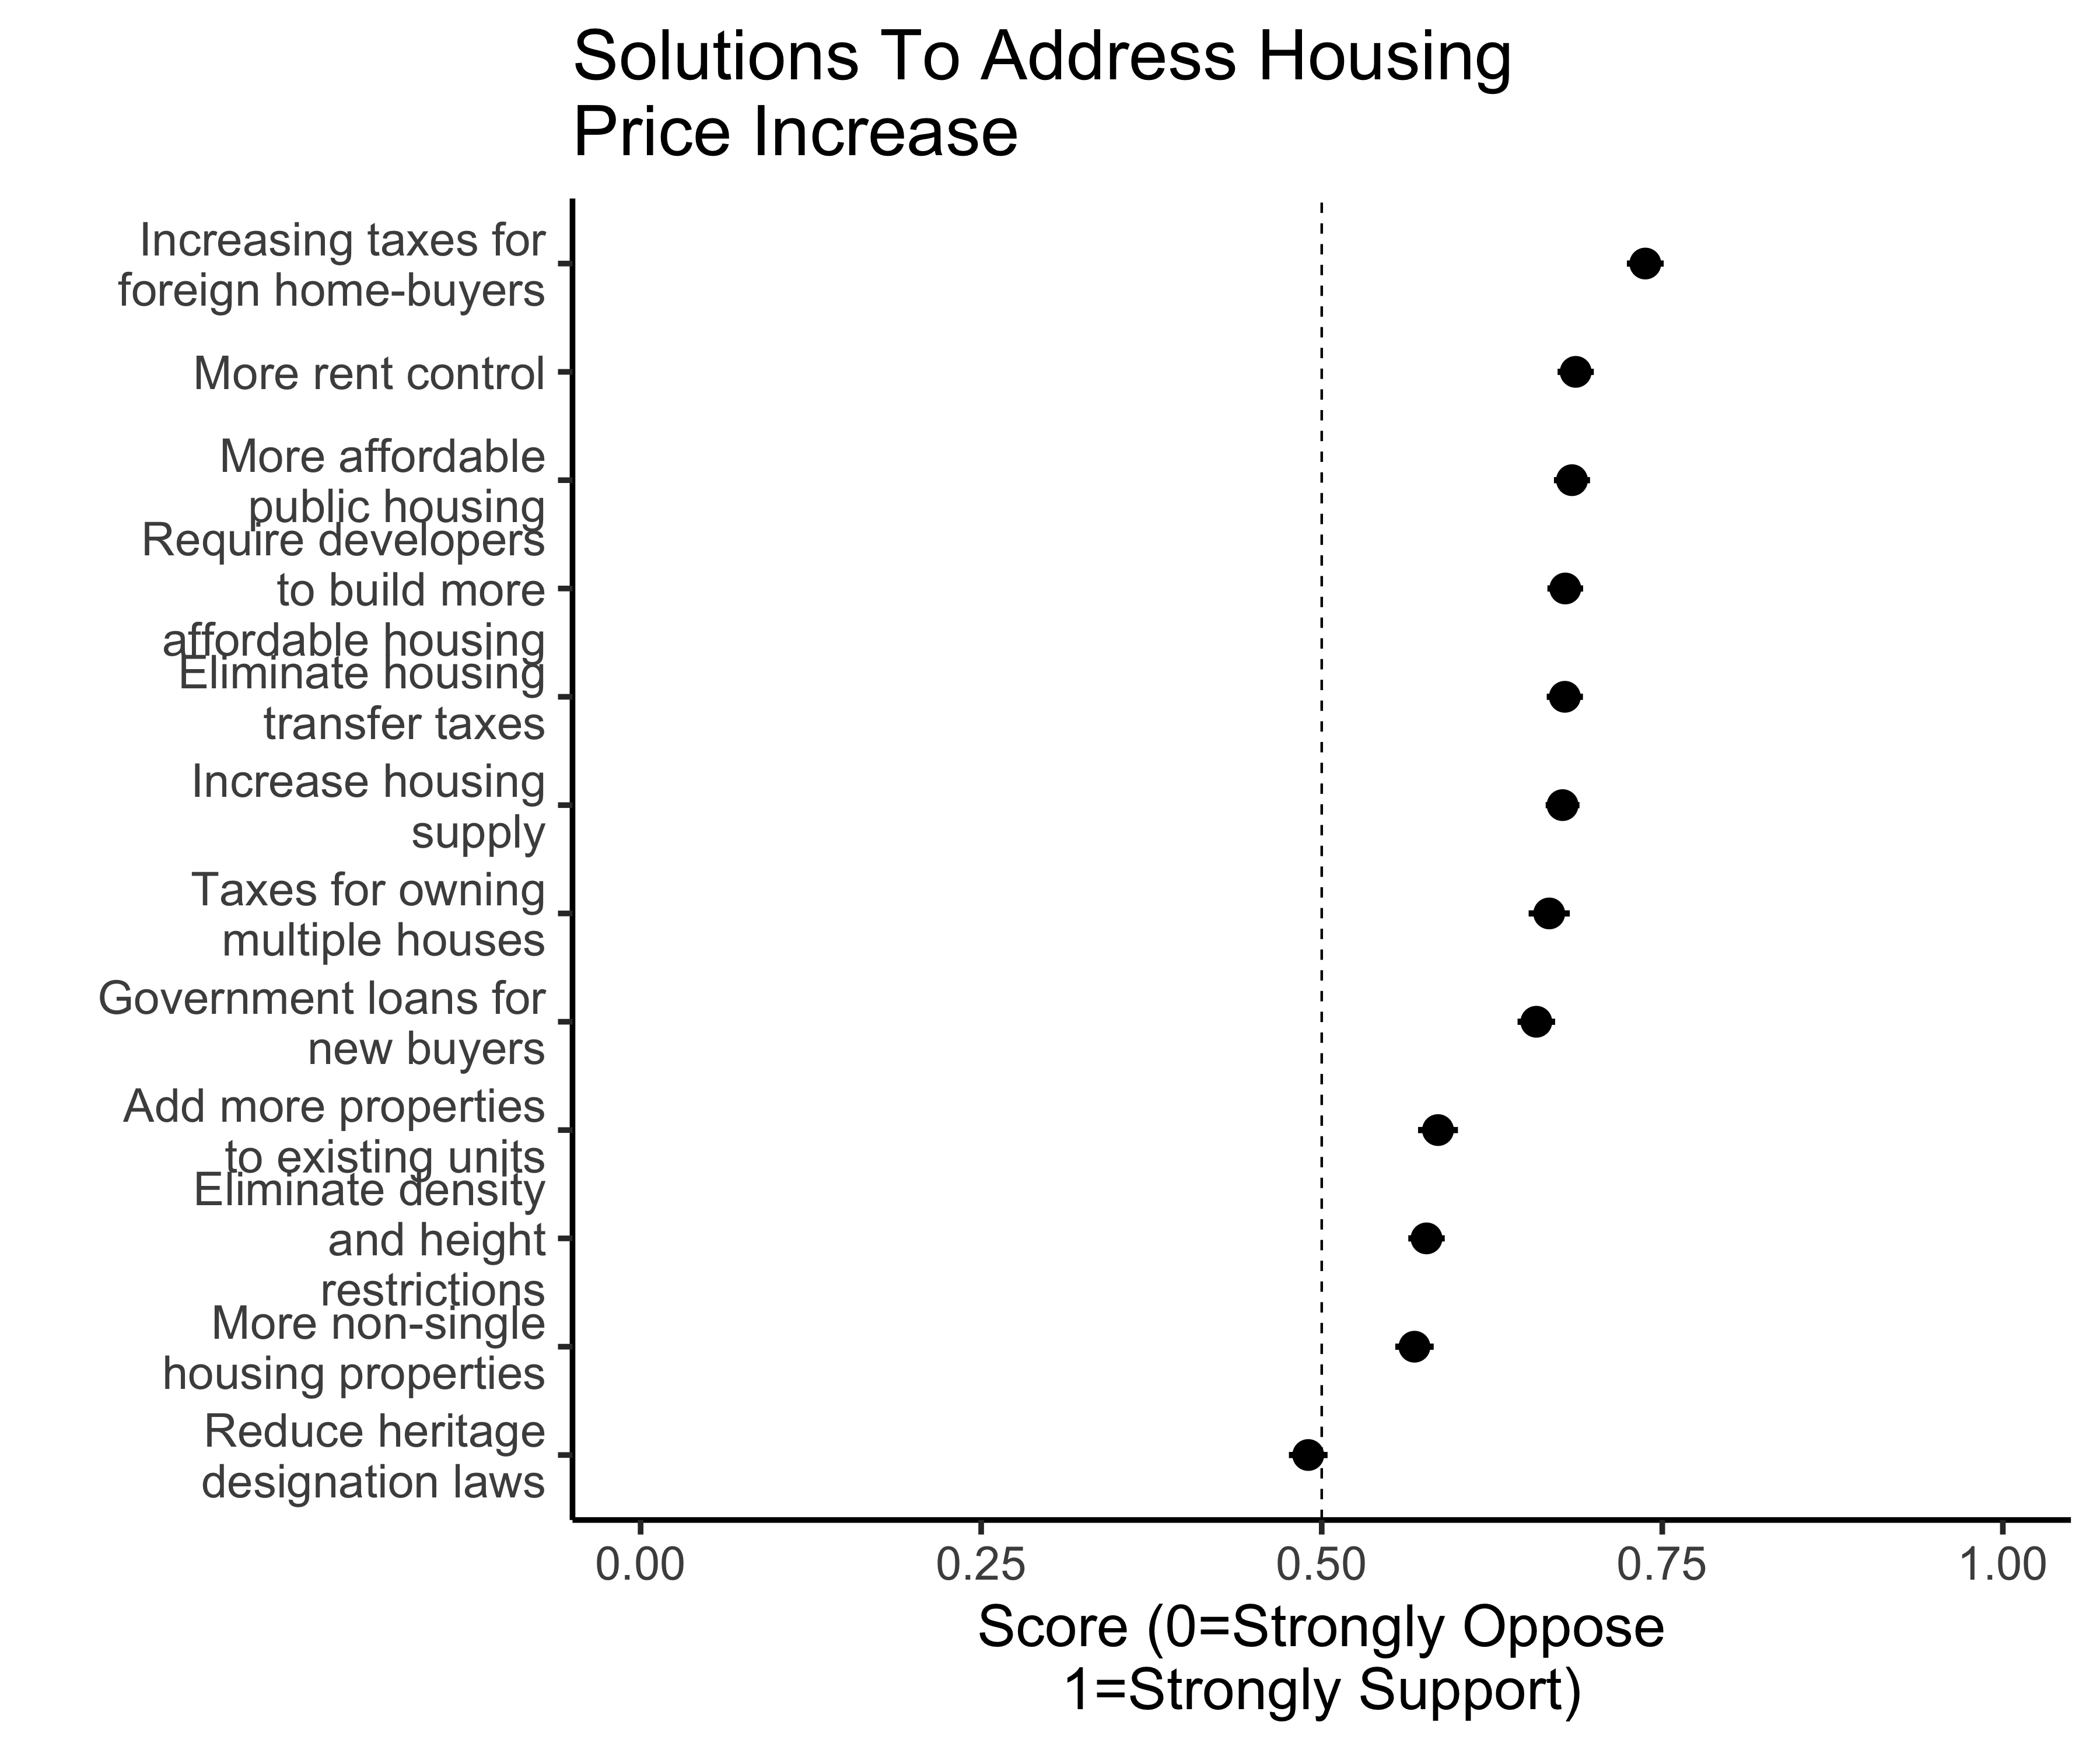 Solutions To Address Housing
Price Increase
Increasing taxes for
foreign home-buyers
More rent control
More affordable
public housing
Require developers
to build more
affordable housing
Eliminate housing
transfer taxes
Increase housing
supply
Taxes for owning
multiple houses
Government loans for
new buyers
Add more properties
to existing units
Eliminate density
and height
restrictions
More non-single
housing properties
Reduce heritage
designation laws
0.00 0.25 0.50 0.75 1.00
Score (0=Strongly Oppose
1=Strongly Support)